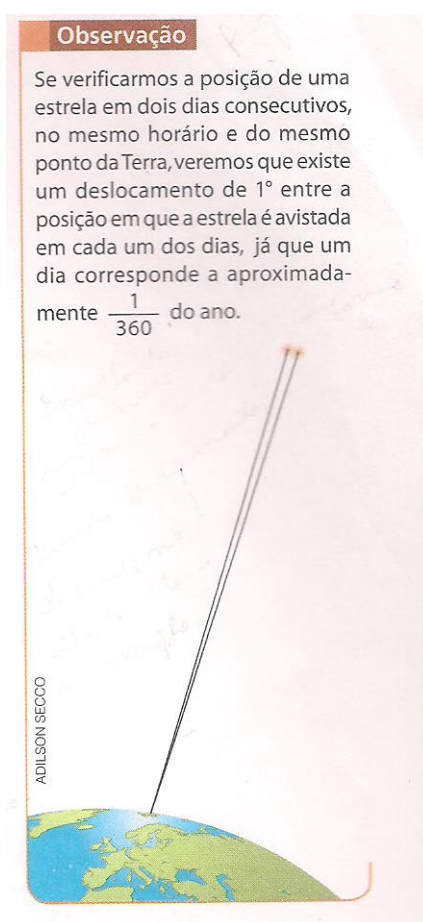 Observação
Se verificarmos a posição de uma
estrela em dois dias consecutivos,
no mesmo horário e do mesmo
ponto da Terra, veremos que existe
um deslocamento de 1° entre a
posição em que a estrela é avistada
em cada um dos dias, já que um
dia corresponde a aproximada-
mente 1/360 do ano.
ADILSON SECCO